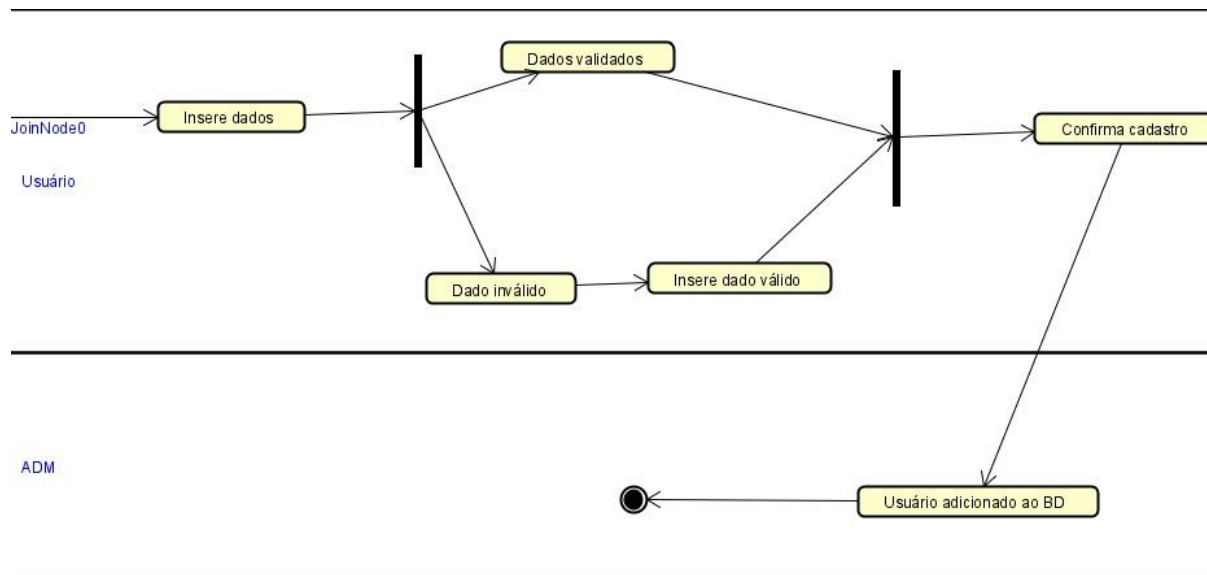 Dados validados
Insere dados
Confirma cadastro
JoinNode0
Usuário
Dado inválido
Insere dado válido
ADM
Usuário adicionado ao BD